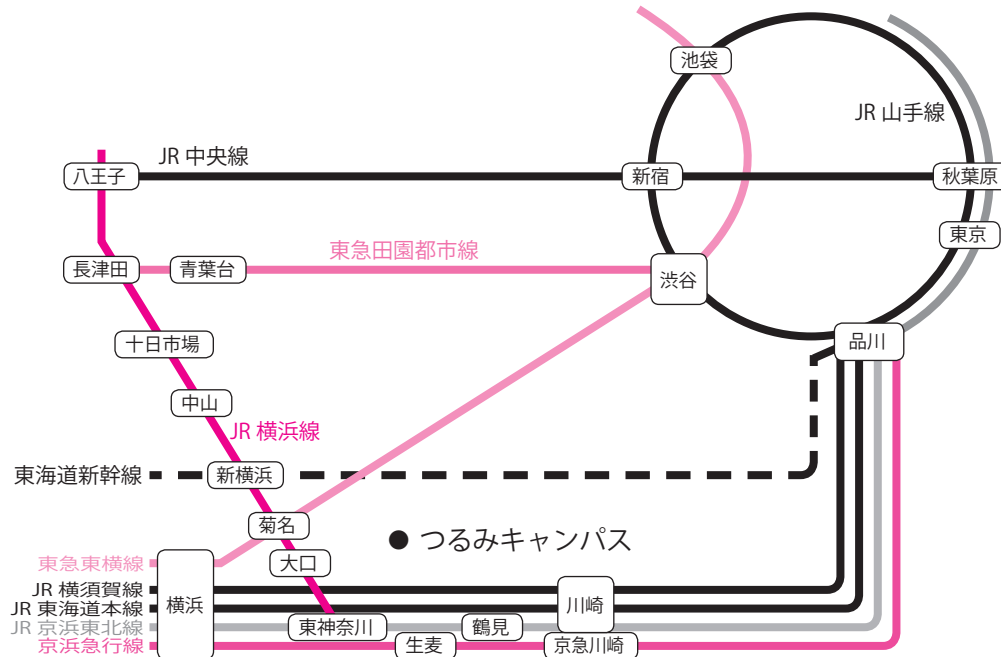 池袋
JR 山手線
JR 中央線
八王子
新宿
秋葉原
東京
東急田園都市線
長津田
青葉台
渋谷
十日市場
品川
中山
JR 横浜線
東海道新幹線
新横浜
菊名
● つるみキャンパス
東急東横線
大口
JR 横須賀線
横浜
川崎
JR 東海道本線
JR 京浜東北線
東神奈川
鶴見
京浜急行線
生麦
京急川崎